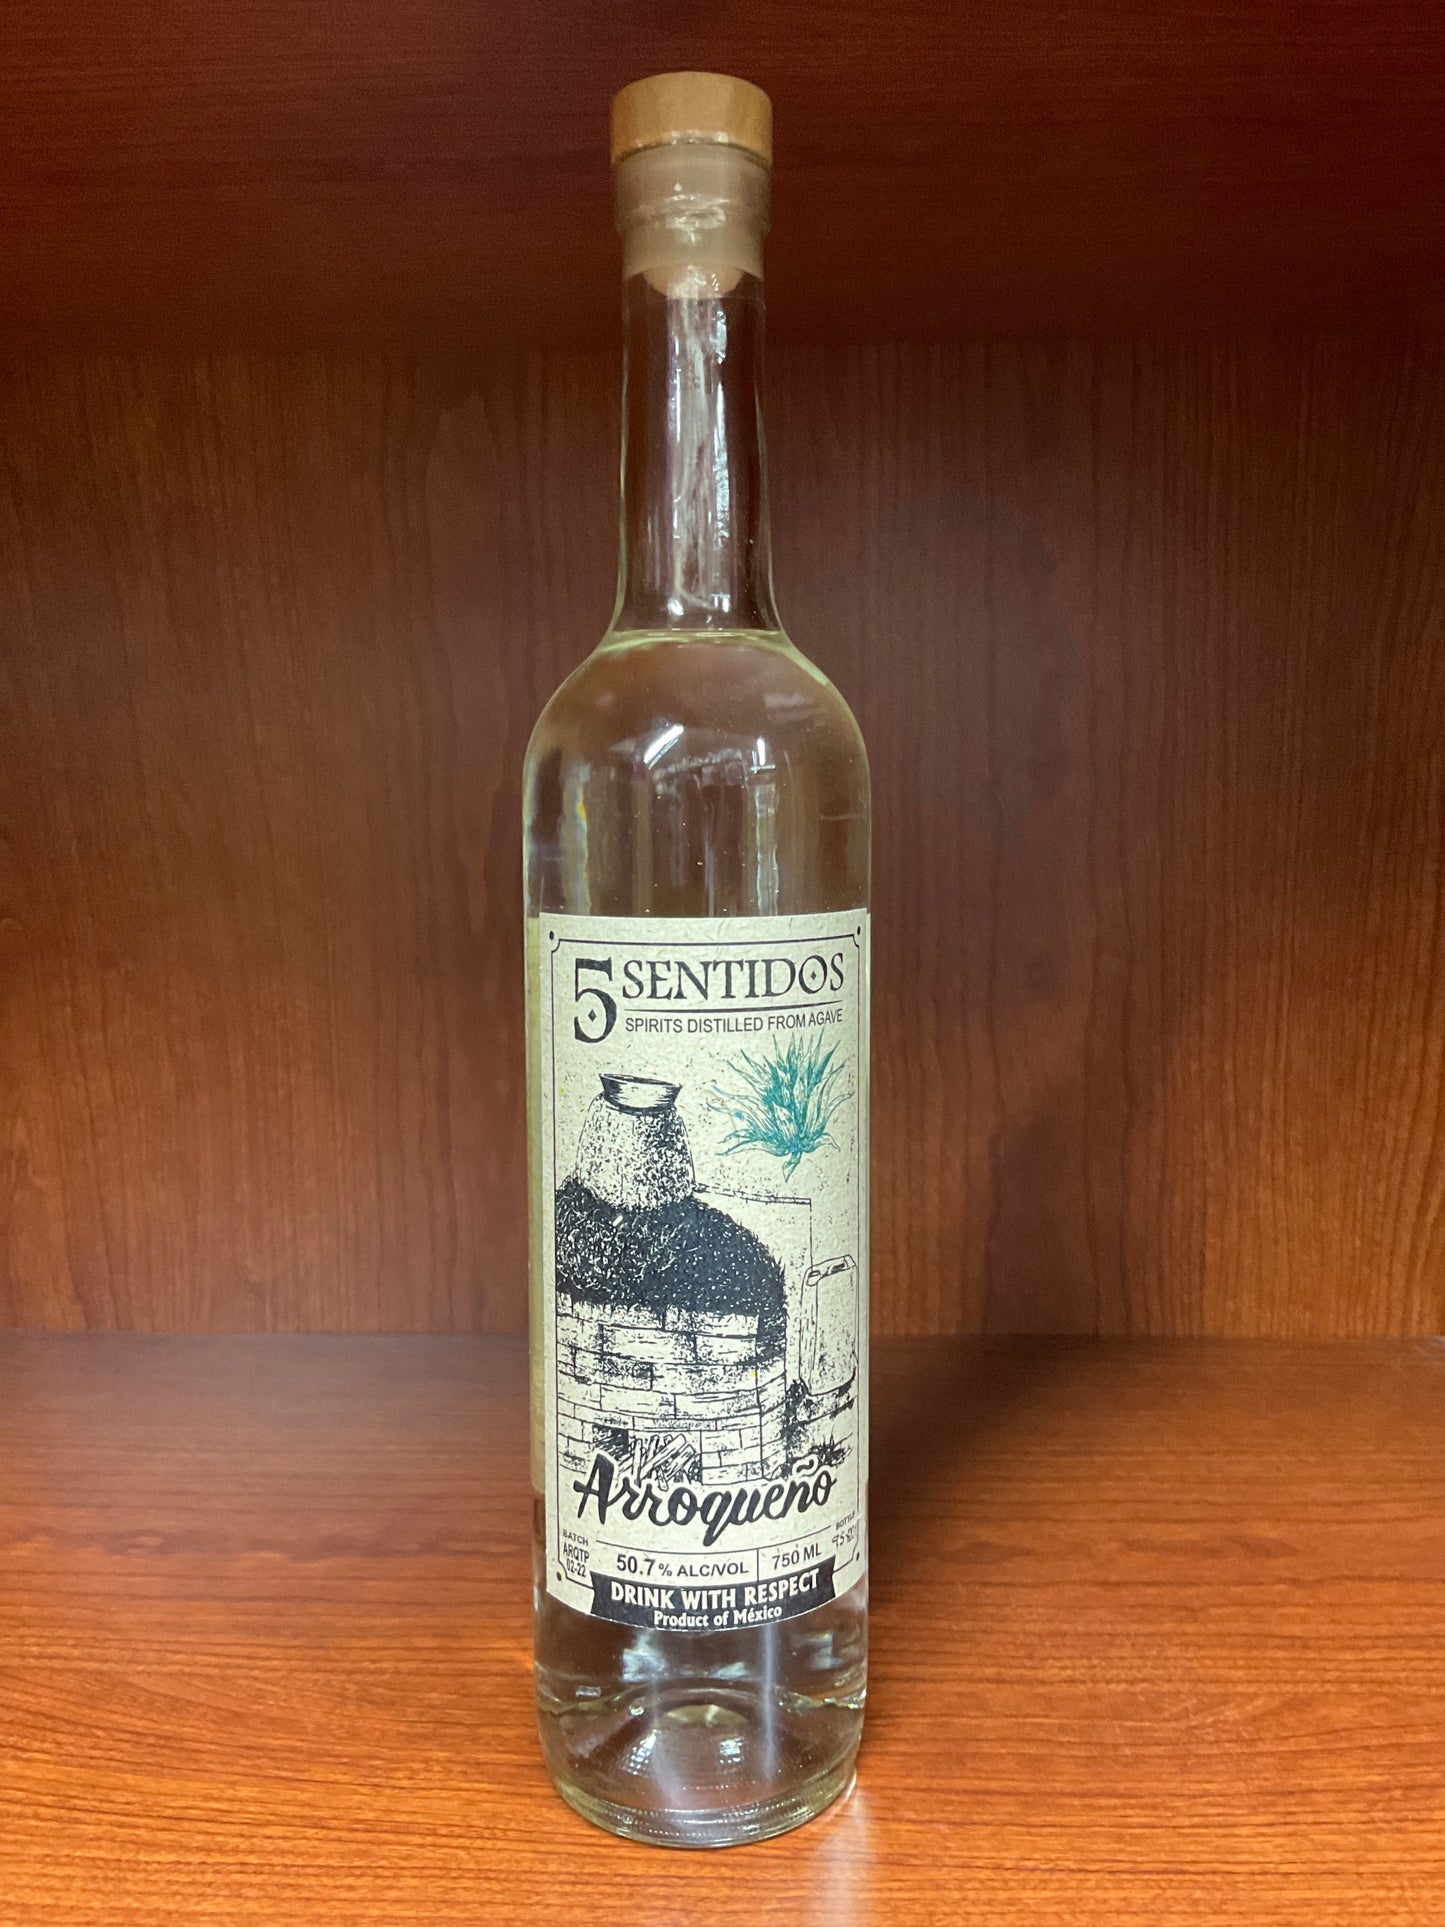 5 SENTIDOS
SPIRITS DISTILLED FROM AGAVE
Arroqueño
BATCH
ARQTP
02-22
50.7% ALC/VOL
750 ML
BOTTLE
DRINK WITH RESPECT
Product of México